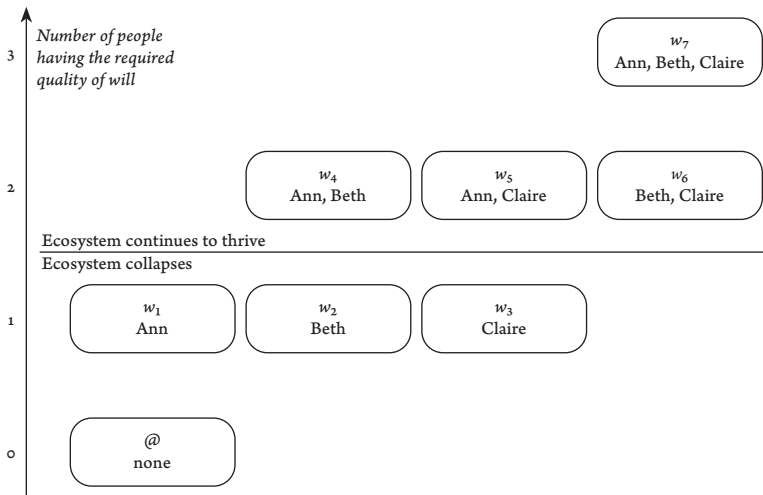 3
Number of people
having the required
quality of will
w₇
Ann, Beth, Claire
2
w₄
Ann, Beth
w₅
Ann, Claire
w₆
Beth, Claire
Ecosystem continues to thrive
Ecosystem collapses
1
w₁
Ann
w₂
Beth
w₃
Claire
0
@
none